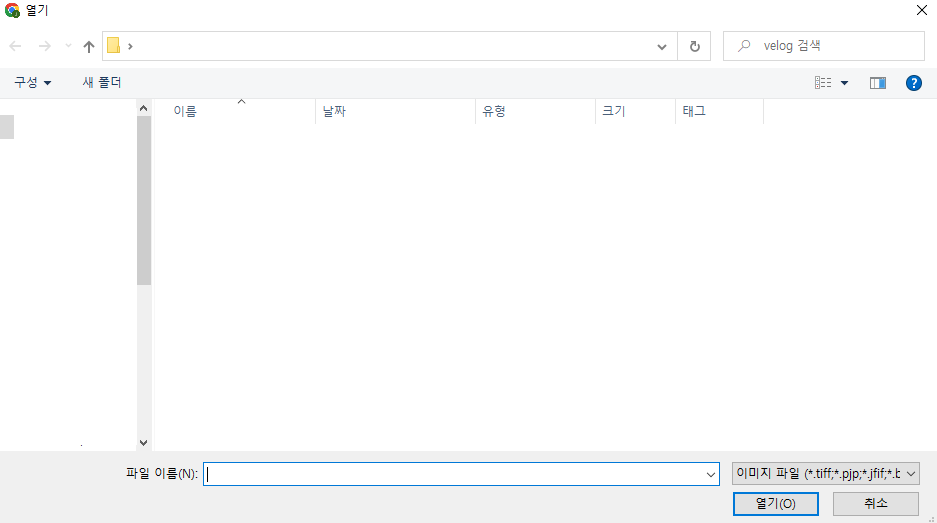 열기
velog 검색
구성 새 폴더
이름 날짜 유형 크기 태그
파일 이름(N): 이미지 파일 (*.tiff;*.pjp;*.jfif;*.b
열기(O) 취소